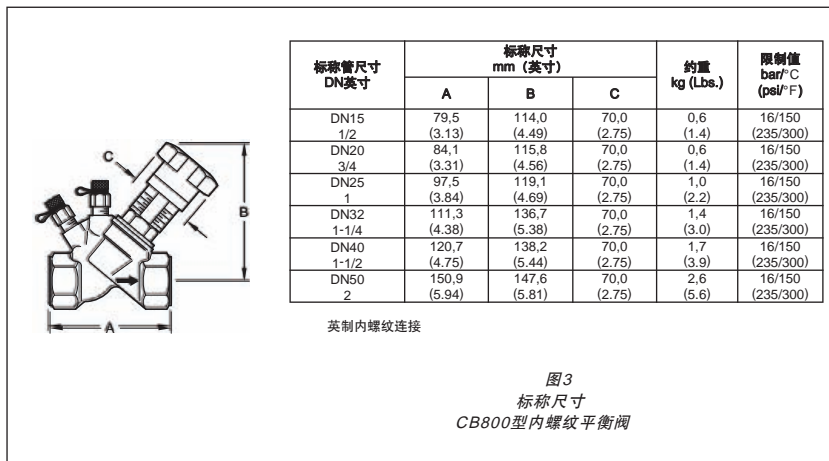 标称管尺寸
DN英寸
标称尺寸
mm（英寸）
约重
kg (Lbs.)
限制值
bar/°C
(psi/°F)
A B C
DN15 79,5 114,0 70,0 0,6 16/150
1/2 (3.13) (4.49) (2.75) (1.4) (235/300)
DN20 84,1 115,8 70,0 0,6 16/150
3/4 (3.31) (4.56) (2.75) (1.4) (235/300)
DN25 97,5 119,1 70,0 1,0 16/150
1 (3.84) (4.69) (2.75) (2.2) (235/300)
DN32 111,3 136,7 70,0 1,4 16/150
1-1/4 (4.38) (5.38) (2.75) (3.0) (235/300)
DN40 120,7 138,2 70,0 1,7 16/150
1-1/2 (4.75) (5.44) (2.75) (3.9) (235/300)
DN50 150,9 147,6 70,0 2,6 16/150
2 (5.94) (5.81) (2.75) (5.6) (235/300)
C
B
A
英制内螺纹连接
图3
标称尺寸
CB800型内螺纹平衡阀